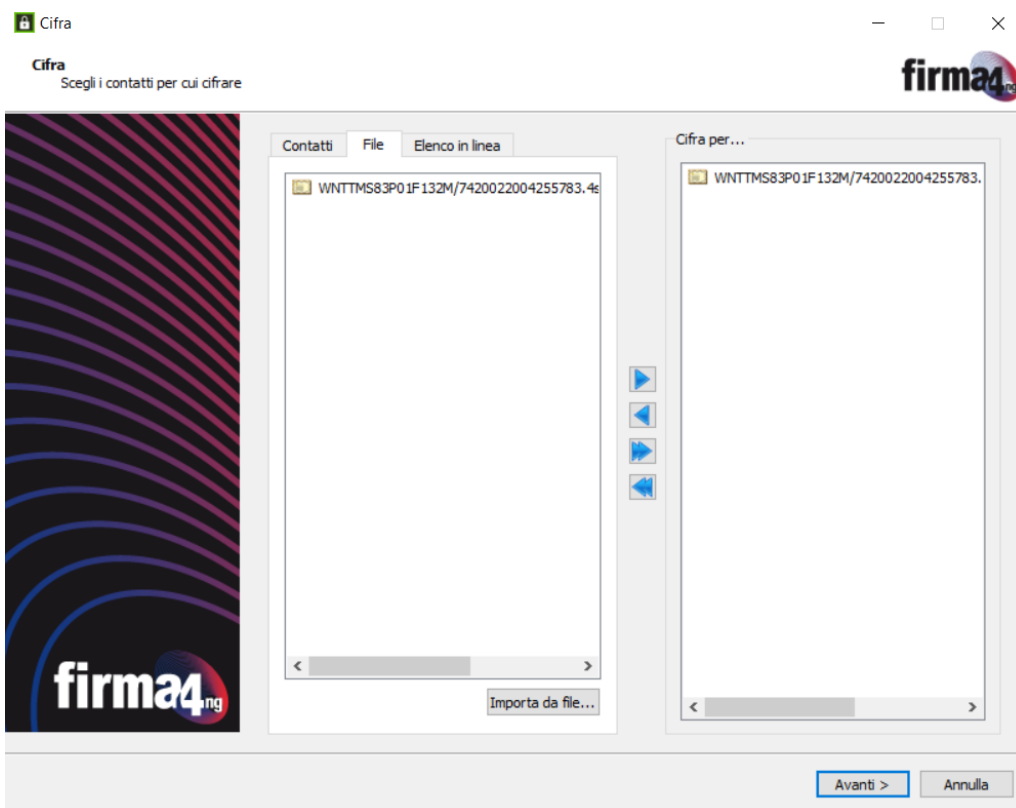 Cifra
Cifra
Scegli i contatti per cui cifrare
firma4ng
Contatti
File
Elenco in linea
WNTTMS83P01F132M/7420022004255783.4s
Importa da file...
Cifra per...
WNTTMS83P01F132M/7420022004255783.
firma4ng
Avanti >
Annulla